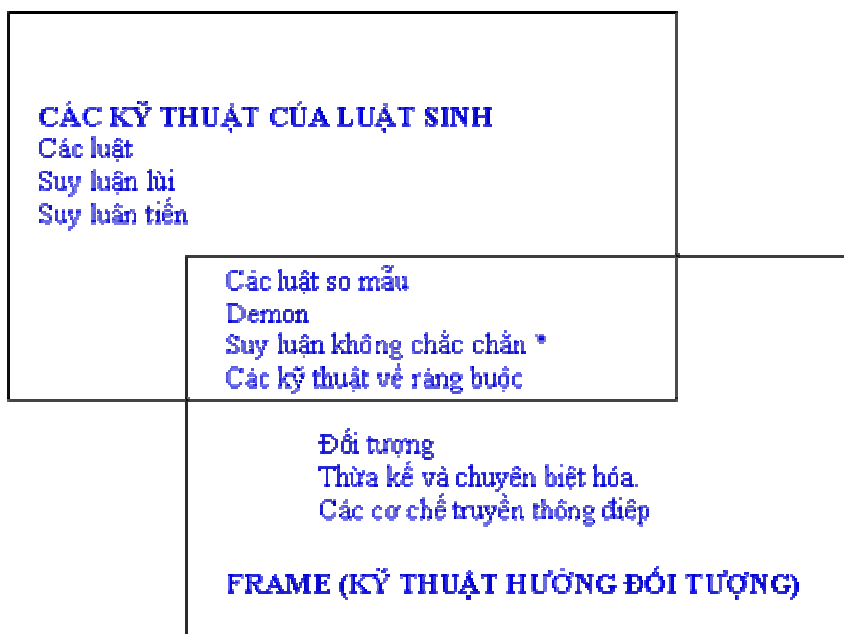 CÁC KỸ THUẬT CỦA LUẬT SINH
Các luật
Suy luận lùi
Suy luân tiến
Các luật so mẫu
Demon
Suy luận không chắc chắn *
Các kỹ thuật về ràng buộc
Đối tượng
Thừa kế và chuyên biệt hóa.
Các cơ chế truyền thông điệp
FRAME (KỸ THUẬT HƯỚNG ĐỐI TƯỢNG)